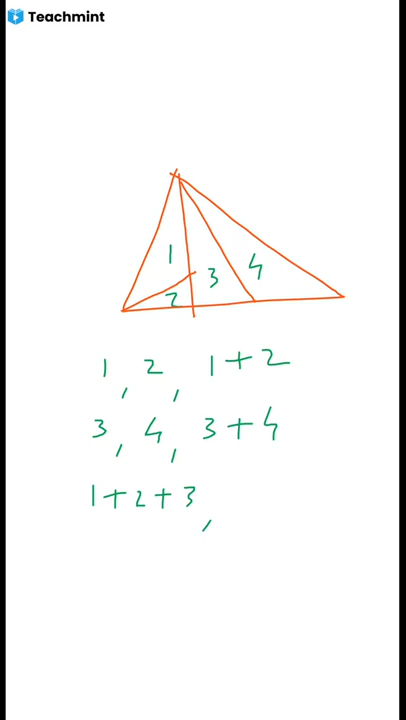 Teachmint
1
3
4
2
1, 2, 1+2
3, 4, 3+4
1+2+3,